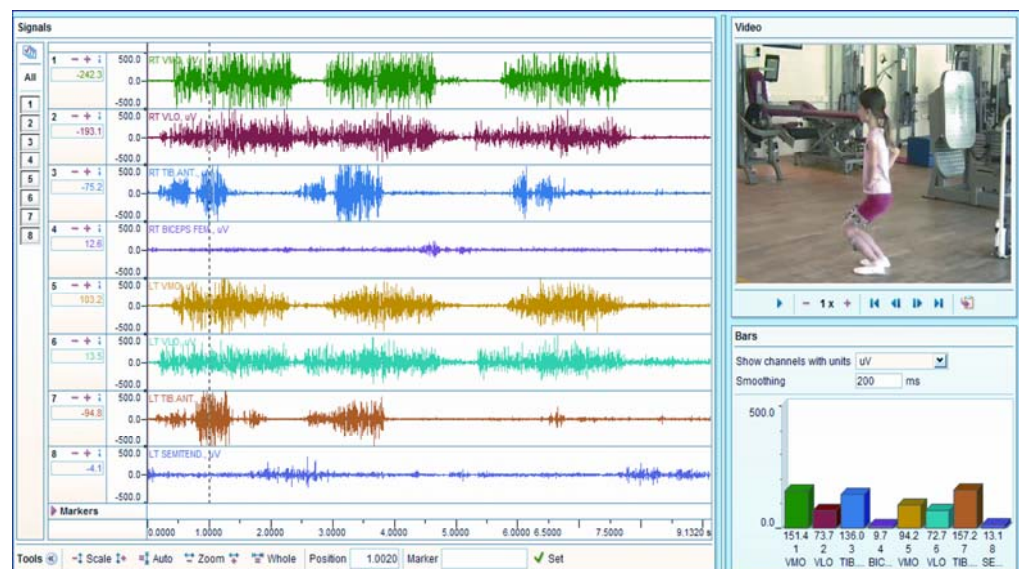 Signals
All
1
2
3
4
5
6
7
8
1 − + 500.0 RT VMO, uV
-242.3 0.0
-500.0
2 − + 500.0 RT VLO, uV
-193.1 0.0
-500.0
3 − + 500.0 RT TIB.ANT., uV
-75.2 0.0
-500.0
4 − + 500.0 RT BICEPS FEM., uV
12.6 0.0
-500.0
5 − + 500.0 LT VMO, uV
103.2 0.0
-500.0
6 − + 500.0 LT VLO, uV
13.5 0.0
-500.0
7 − + 500.0 LT TIB.ANT.
-94.8 0.0
-500.0
8 − + 500.0 LT SEMITEND., uV
-4.1 0.0
-500.0
Markers
0.0000 1.0000 2.0000 3.0000 4.0000 5.0000 6.0000 6.5000 7.5000 9.1320 s
Tools Scale Auto Zoom Whole Position 1.0020 Marker Set
Video
− 1 x +
Bars
Show channels with units uV
Smoothing 200 ms
500.0
0.0
151.4 73.7 136.0 9.7 94.2 72.7 157.2 13.1
1 2 3 4 5 6 7 8
VMO VLO TIB... BIC... VMO VLO TIB... SE...